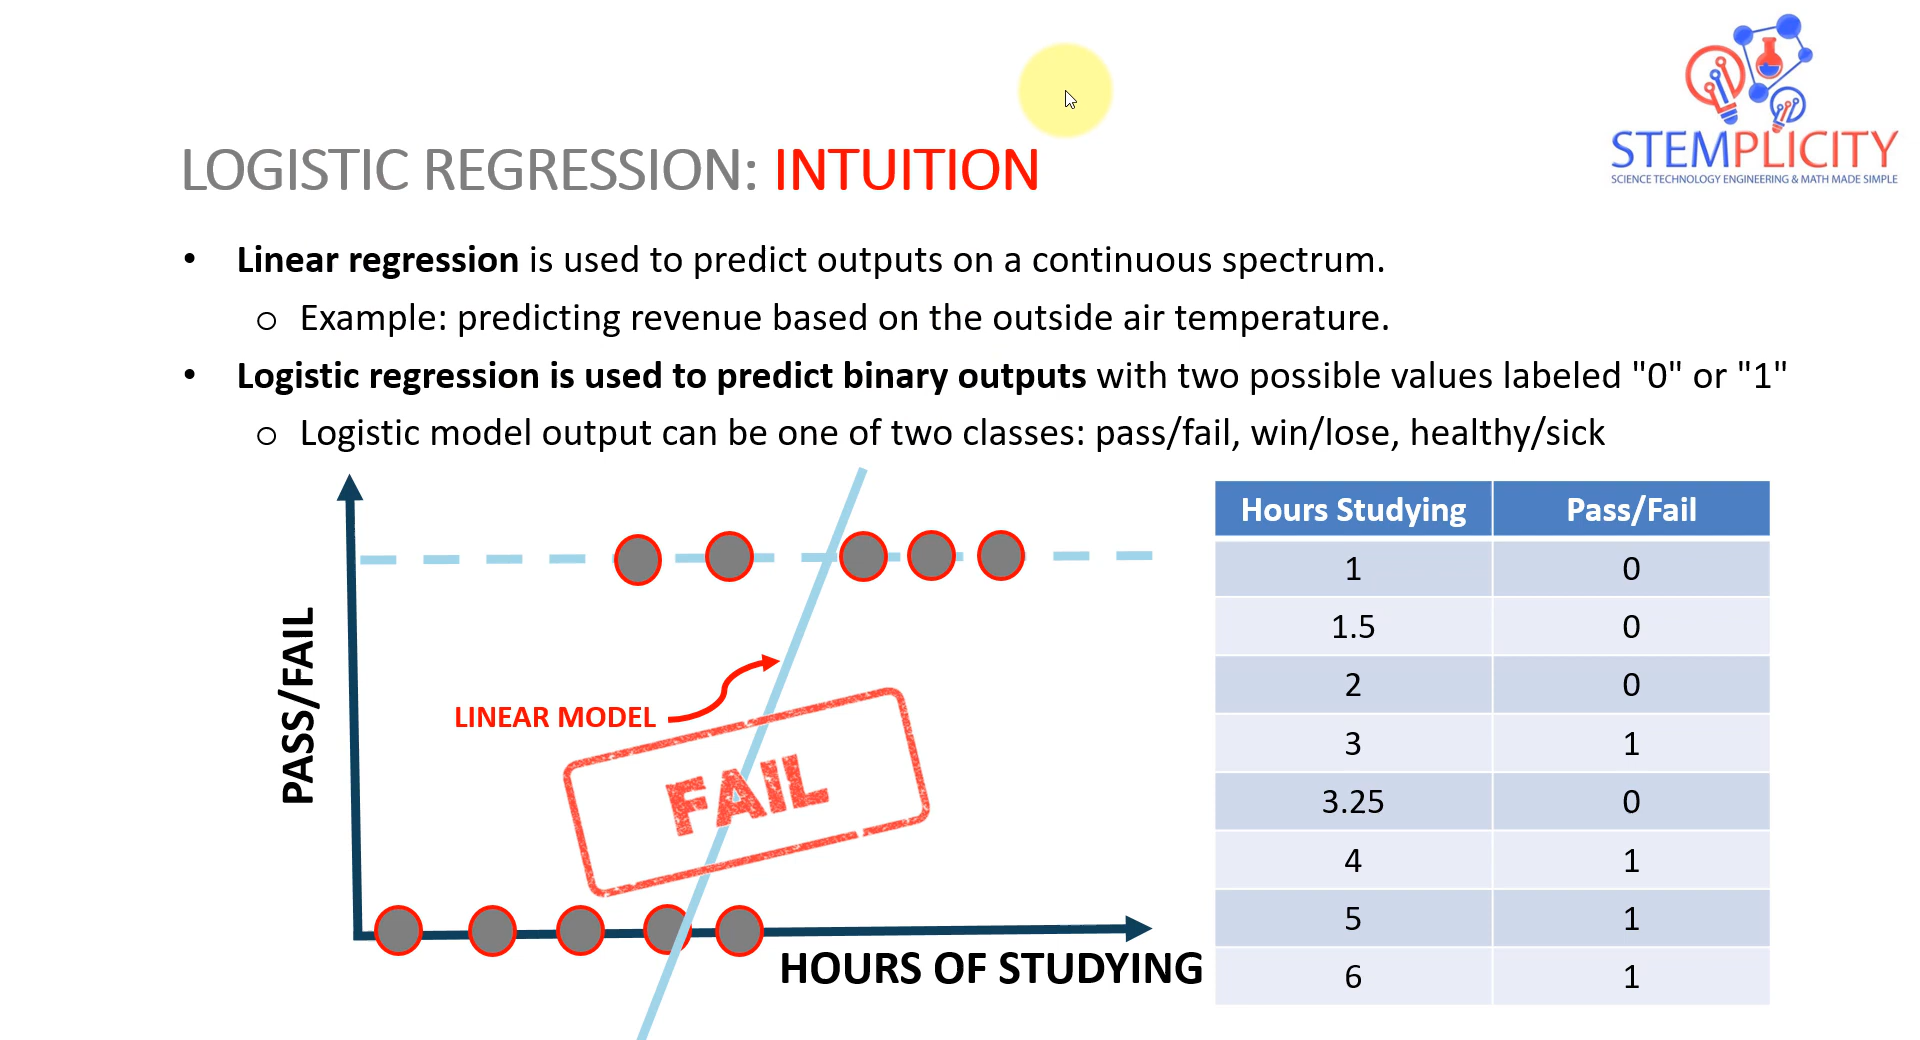 STEMPLICITY
SCIENCE TECHNOLOGY ENGINEERING & MATH MADE SIMPLE
LOGISTIC REGRESSION: INTUITION
• Linear regression is used to predict outputs on a continuous spectrum.
o Example: predicting revenue based on the outside air temperature.
• Logistic regression is used to predict binary outputs with two possible values labeled "0" or "1"
o Logistic model output can be one of two classes: pass/fail, win/lose, healthy/sick
PASS/FAIL
LINEAR MODEL
FAIL
HOURS OF STUDYING
Hours Studying Pass/Fail
1 0
1.5 0
2 0
3 1
3.25 0
4 1
5 1
6 1